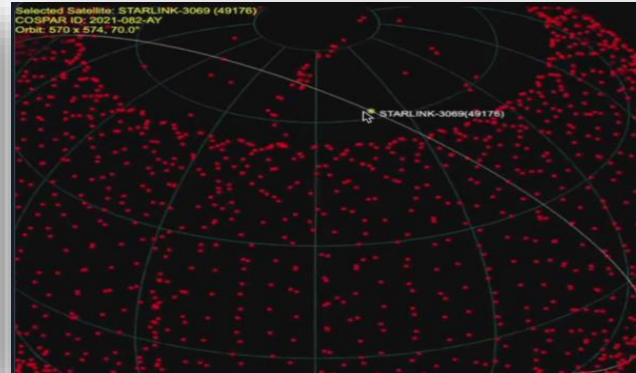 Selected Satellite: STARLINK-3069 (49176)
COSPAR ID: 2021-082-AY
Orbit: 570 x 574, 70.0°
STARLINK-3069(49176)